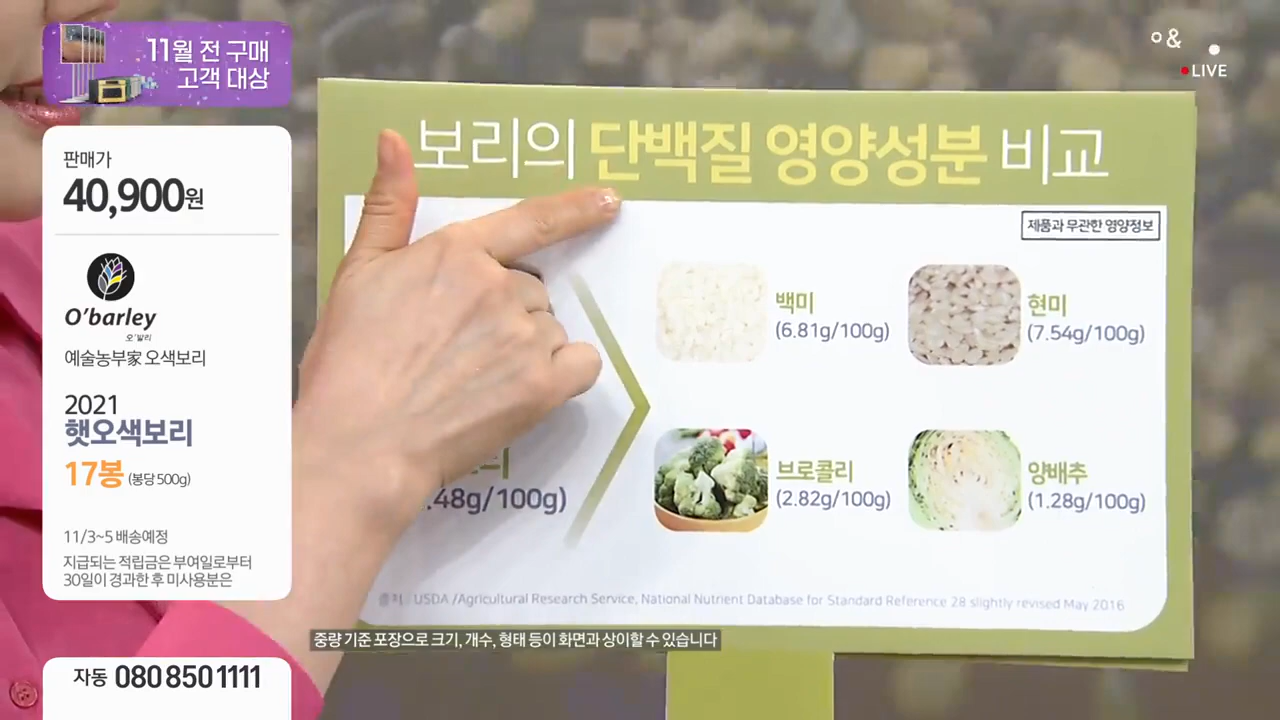 11월 전 구매
고객 대상
&
LIVE
판매가
40,900원
O'barley
오'발리
예술농부家 오색보리
2021
햇오색보리
17봉 (봉당 500g)
11/3~5 배송예정
지급되는 적립금은 부여일로부터
30일이 경과한 후 미사용분은
자동 080 850 1111
보리의 단백질 영양성분 비교
제품과 무관한 영양정보
백미
(6.81g/100g)
현미
(7.54g/100g)
.48g/100g)
브로콜리
(2.82g/100g)
양배추
(1.28g/100g)
출처 : USDA /Agricultural Research Service, National Nutrient Database for Standard Reference 28 slightly revised May 2016
중량 기준 포장으로 크기, 개수, 형태 등이 화면과 상이할 수 있습니다